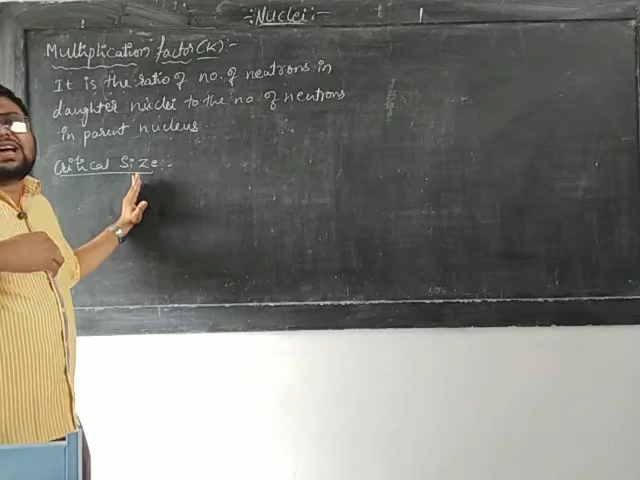 :Nuclei:-
Multiplication factor(K):-
It is the ratio of no. of neutrons in
daughter nuclei to the no. of neutrons
in parent nucleus
Critical Size:-